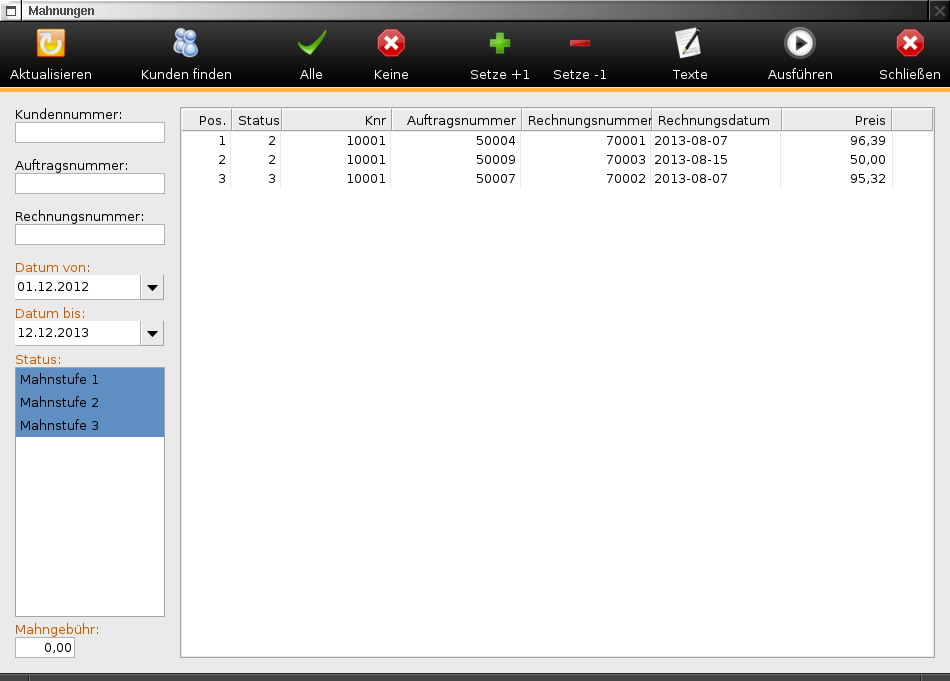 Mahnungen
Aktualisieren Kunden finden Alle Keine Setze +1 Setze -1 Texte Ausführen Schließen
Kundennummer:
Auftragsnummer:
Rechnungsnummer:
Datum von:
01.12.2012
Datum bis:
12.12.2013
Status:
Mahnstufe 1
Mahnstufe 2
Mahnstufe 3
Mahngebühr:
0,00
Pos. Status Knr Auftragsnummer Rechnungsnummer Rechnungsdatum Preis
1 2 10001 50004 70001 2013-08-07 96,39
2 2 10001 50009 70003 2013-08-15 50,00
3 3 10001 50007 70002 2013-08-07 95,32